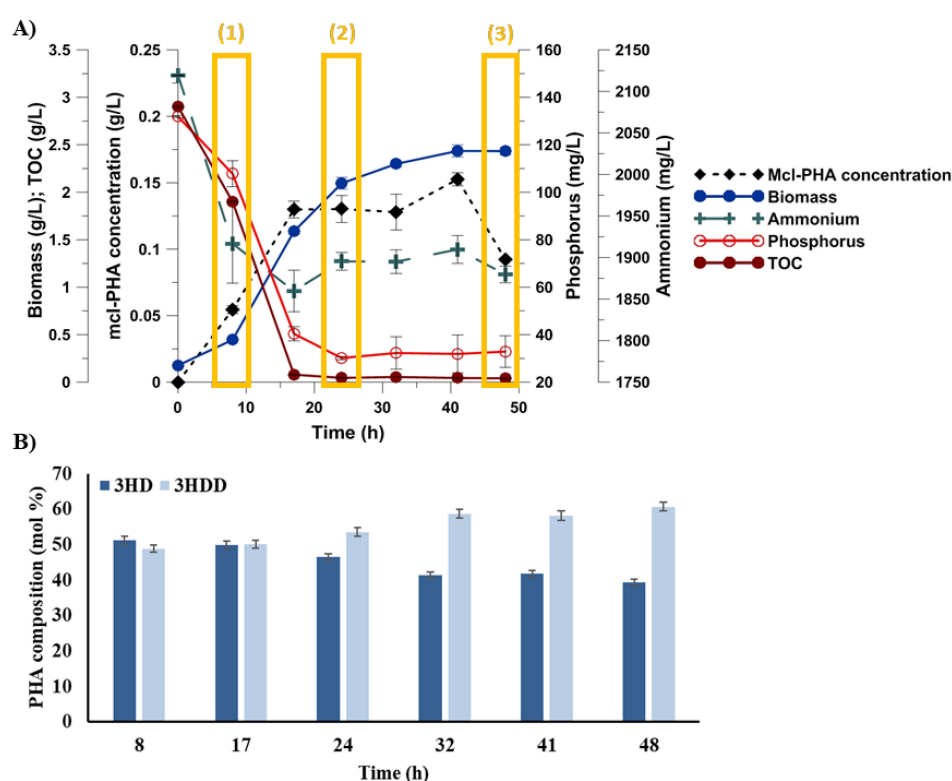 A)
(1)
(2)
(3)
Biomass (g/L); TOC (g/L)
3.5
3
2.5
2
1.5
1
0.5
0
mcl-PHA concentration (g/L)
0.25
0.2
0.15
0.1
0.05
0
160
140
120
100
80
60
40
20
Phosphorus (mg/L)
2150
2100
2050
2000
1950
1900
1850
1800
1750
Ammonium (mg/L)
0 10 20 30 40 50
Time (h)
Mcl-PHA concentration
Biomass
Ammonium
Phosphorus
TOC
B)
PHA composition (mol %)
70
60
50
40
30
20
10
0
3HD 3HDD
8 17 24 32 41 48
Time (h)